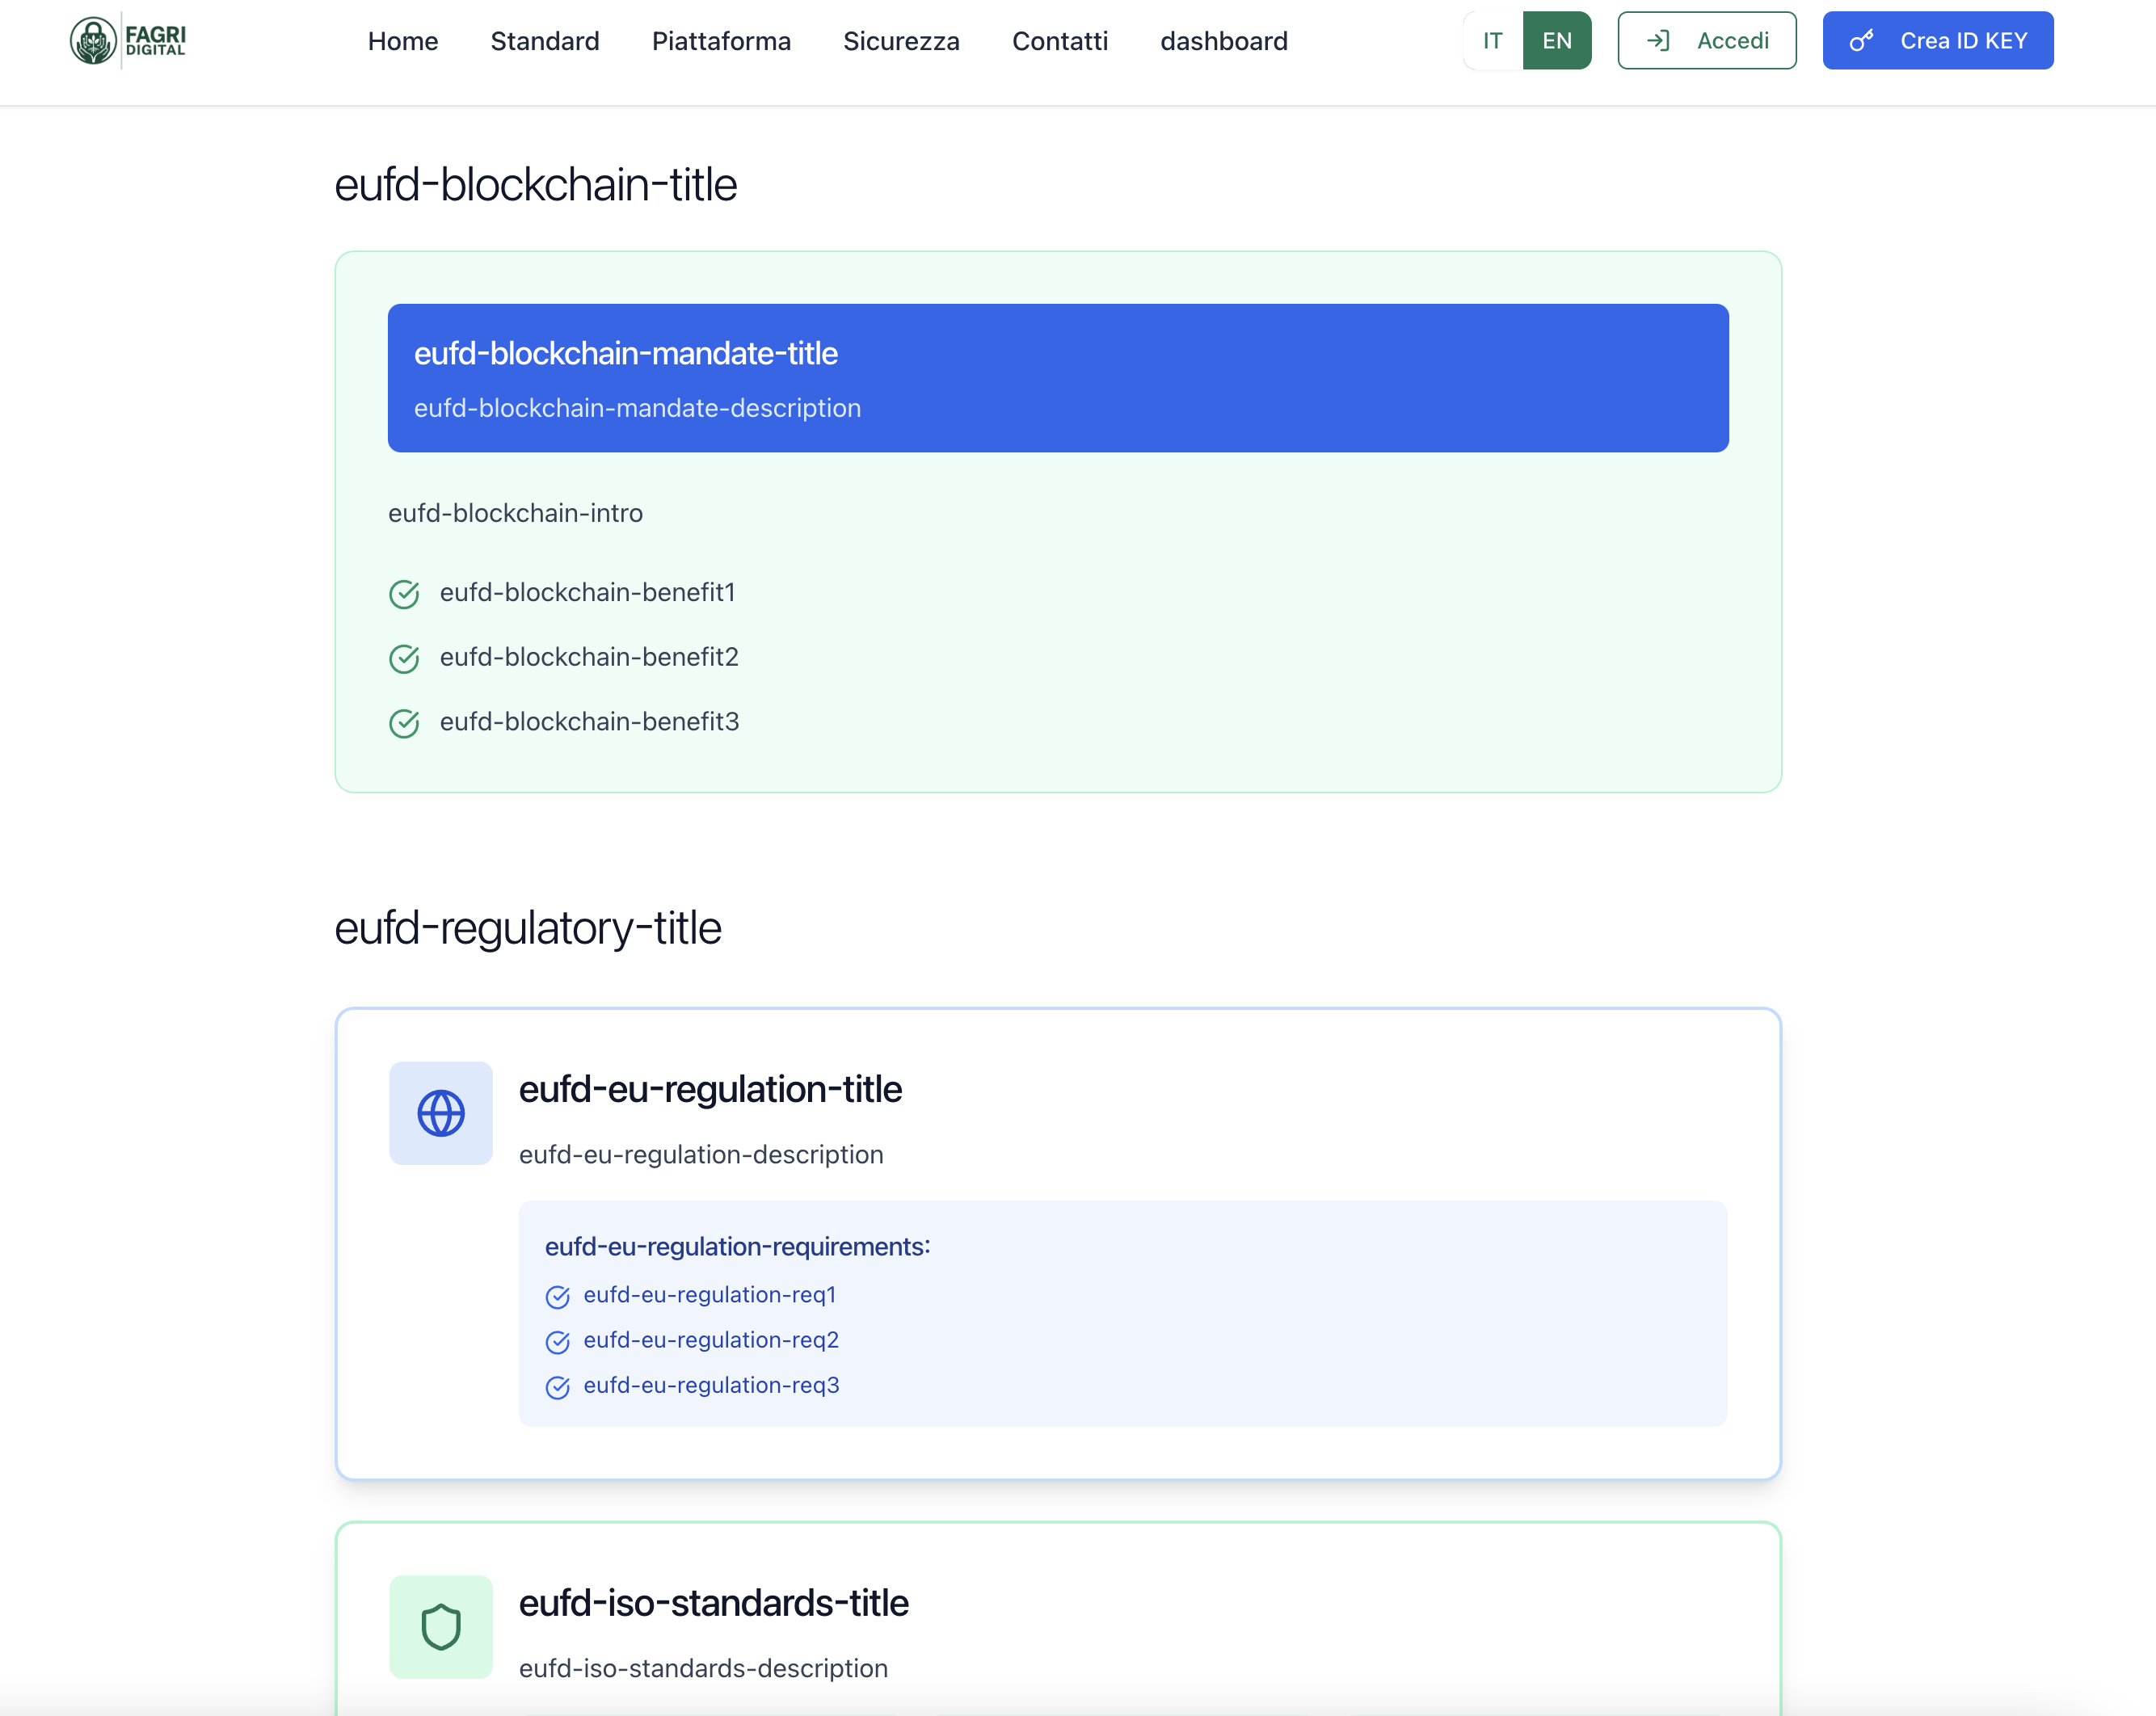 FAGRI
DIGITAL
Home Standard Piattaforma Sicurezza Contatti dashboard IT EN Accedi Crea ID KEY
eufd-blockchain-title
eufd-blockchain-mandate-title
eufd-blockchain-mandate-description
eufd-blockchain-intro
eufd-blockchain-benefit1
eufd-blockchain-benefit2
eufd-blockchain-benefit3
eufd-regulatory-title
eufd-eu-regulation-title
eufd-eu-regulation-description
eufd-eu-regulation-requirements:
eufd-eu-regulation-req1
eufd-eu-regulation-req2
eufd-eu-regulation-req3
eufd-iso-standards-title
eufd-iso-standards-description